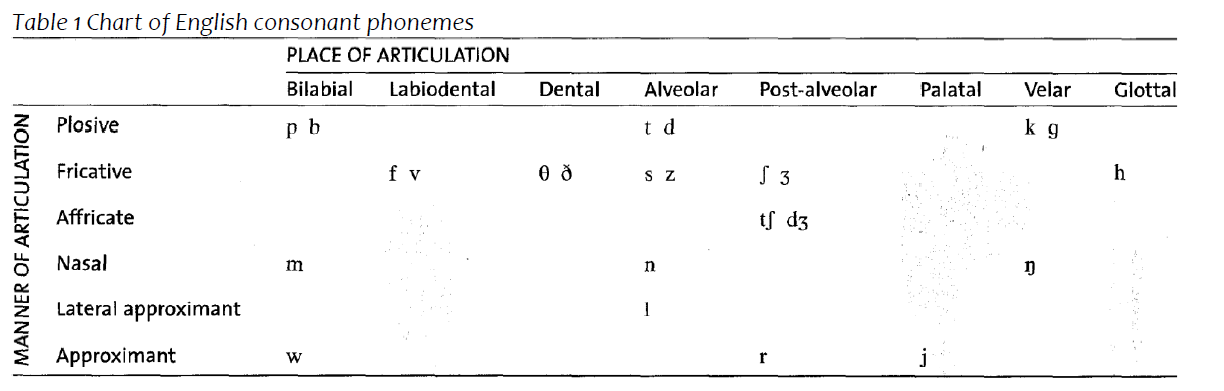 Table 1 Chart of English consonant phonemes
PLACE OF ARTICULATION
Bilabial Labiodental Dental Alveolar Post-alveolar Palatal Velar Glottal
MANNER OF ARTICULATION
Plosive p b t d k g
Fricative f v θ ð s z ʃ ʒ h
Affricate tʃ dʒ
Nasal m n ŋ
Lateral approximant l
Approximant w r j